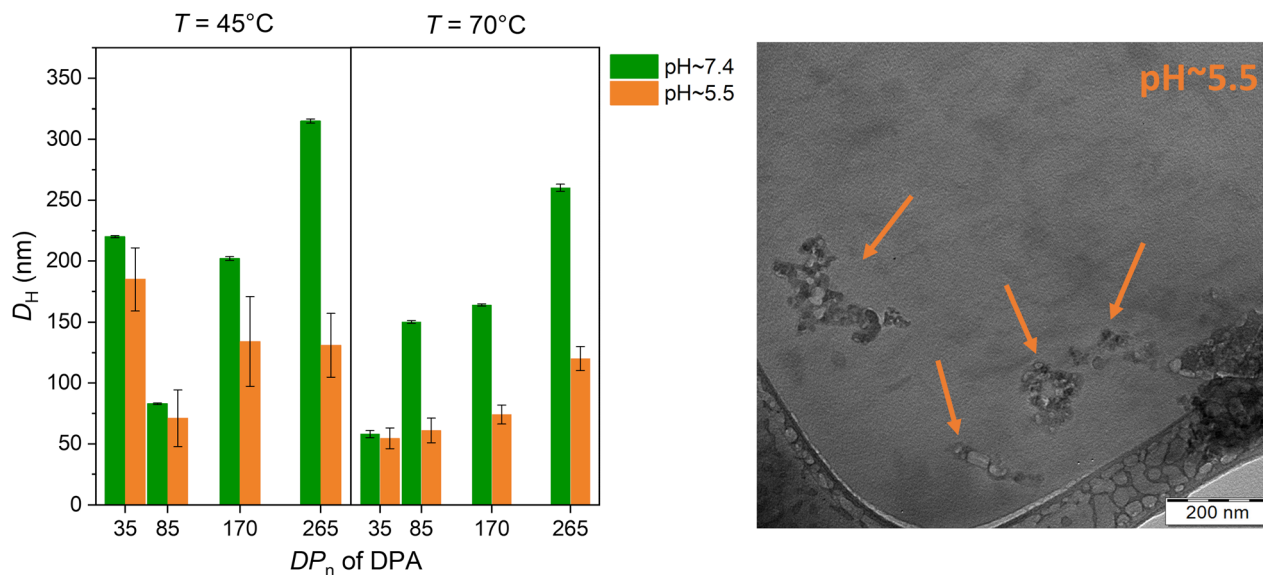 T = 45°C
T = 70°C
pH~7.4
pH~5.5
D_H (nm)
350
300
250
200
150
100
50
0
35 85 170 265
35 85 170 265
DP_n of DPA
pH~5.5
200 nm